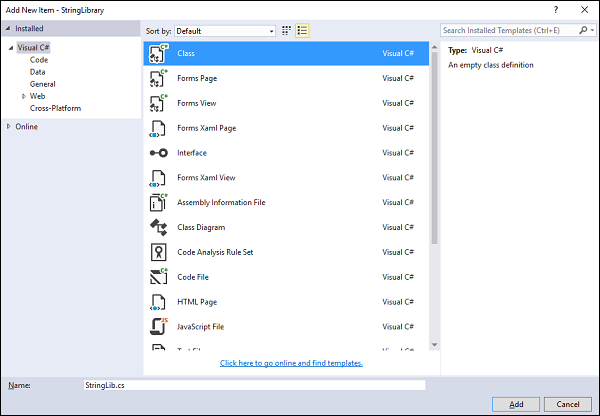 Add New Item - StringLibrary
? ×
Installed
Sort by: Default
Search Installed Templates (Ctrl+E)
Visual C#
Code
Data
General
Web
Cross-Platform
Online
Class Visual C#
Forms Page Visual C#
Forms View Visual C#
Forms Xaml Page Visual C#
Interface Visual C#
Forms Xaml View Visual C#
Assembly Information File Visual C#
Class Diagram Visual C#
Code Analysis Rule Set Visual C#
Code File Visual C#
HTML Page Visual C#
JavaScript File Visual C#
Click here to go online and find templates.
Type: Visual C#
An empty class definition
Name: StringLib.cs
Add Cancel